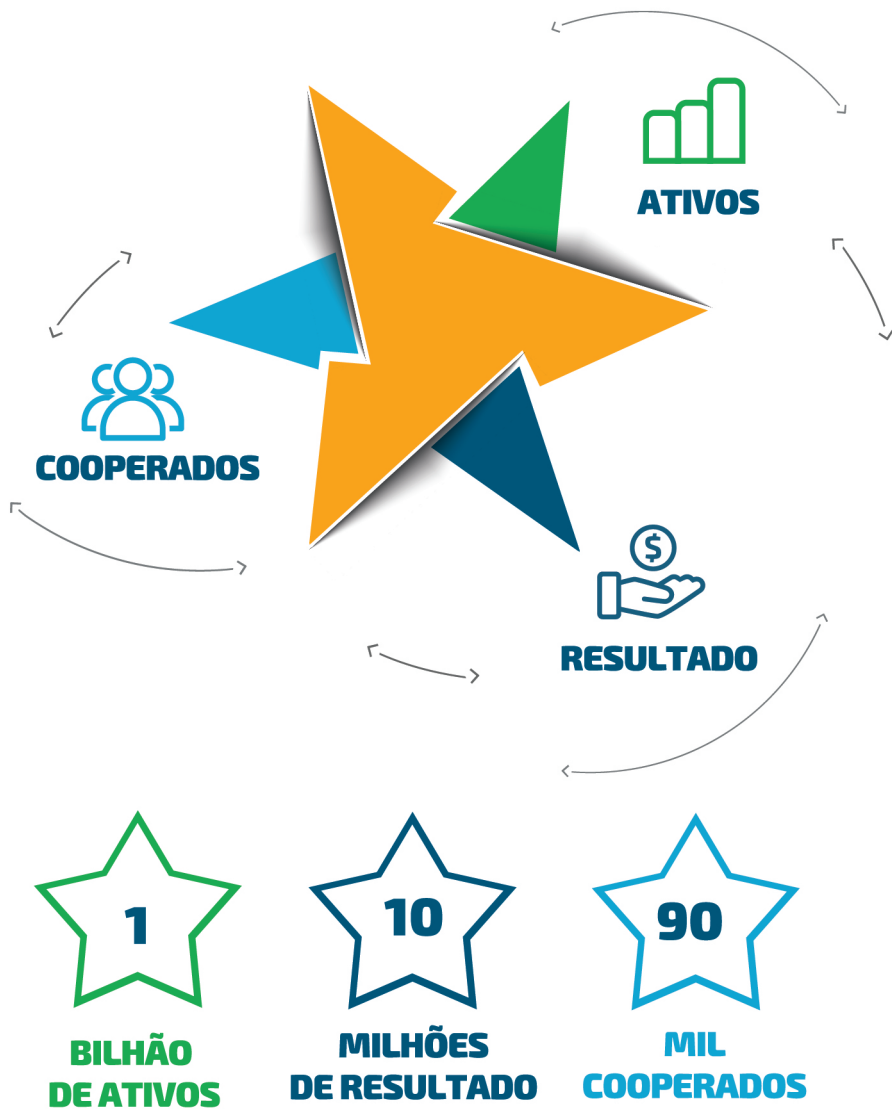 ATIVOS
COOPERADOS
$
RESULTADO
1
BILHÃO
DE ATIVOS
10
MILHÕES
DE RESULTADO
90
MIL
COOPERADOS